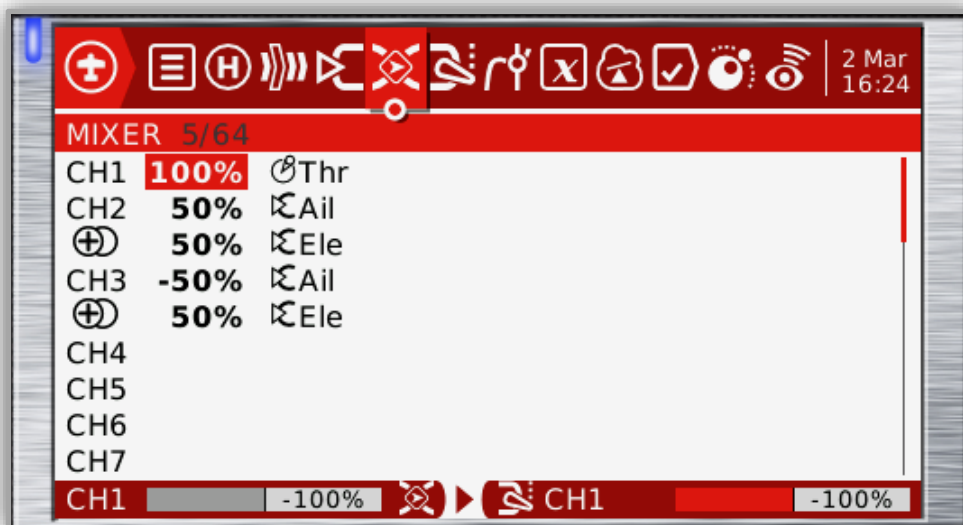 2 Mar
16:24
MIXER 5/64
CH1 100% Thr
CH2 50% Ail
50% Ele
CH3 -50% Ail
50% Ele
CH4
CH5
CH6
CH7
CH1 -100% CH1 -100%